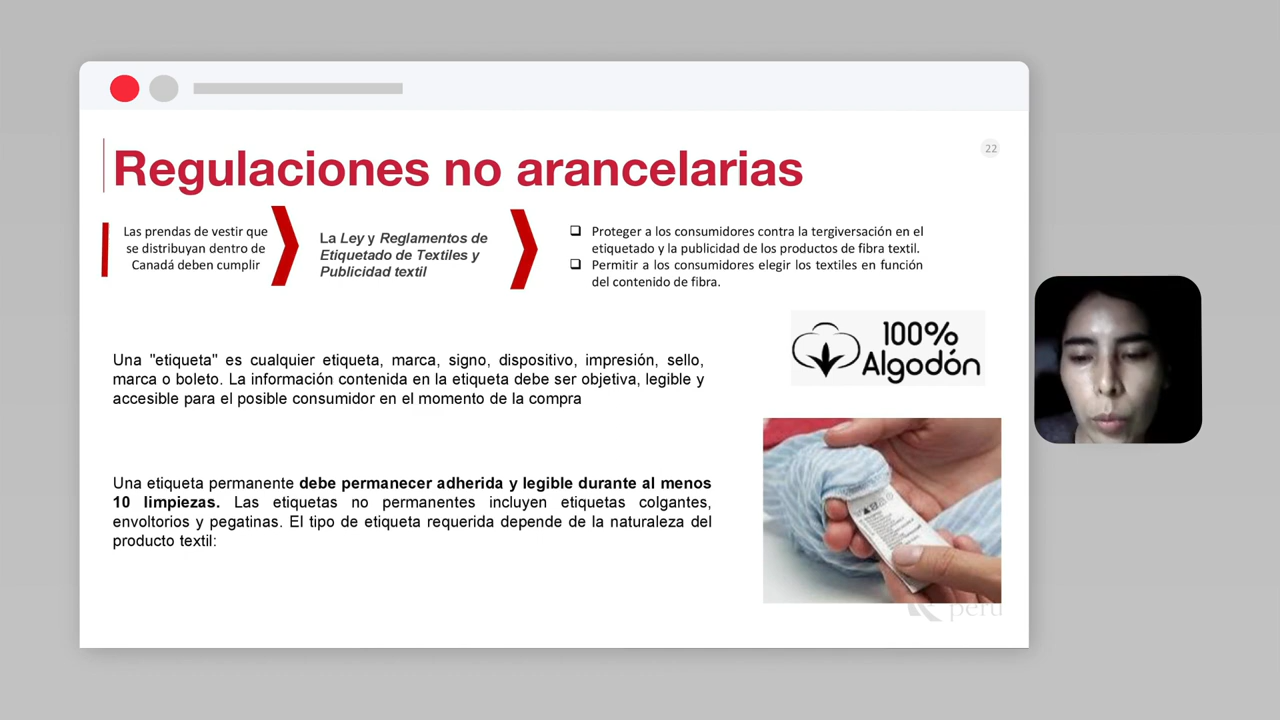 Regulaciones no arancelarias
22
Las prendas de vestir que
se distribuyan dentro de
Canadá deben cumplir
La Ley y Reglamentos de
Etiquetado de Textiles y
Publicidad textil
Proteger a los consumidores contra la tergiversación en el
etiquetado y la publicidad de los productos de fibra textil.
Permitir a los consumidores elegir los textiles en función
del contenido de fibra.
100%
Algodón
Una "etiqueta" es cualquier etiqueta, marca, signo, dispositivo, impresión, sello,
marca o boleto. La información contenida en la etiqueta debe ser objetiva, legible y
accesible para el posible consumidor en el momento de la compra
Una etiqueta permanente debe permanecer adherida y legible durante al menos
10 limpiezas. Las etiquetas no permanentes incluyen etiquetas colgantes,
envoltorios y pegatinas. El tipo de etiqueta requerida depende de la naturaleza del
producto textil:
perú